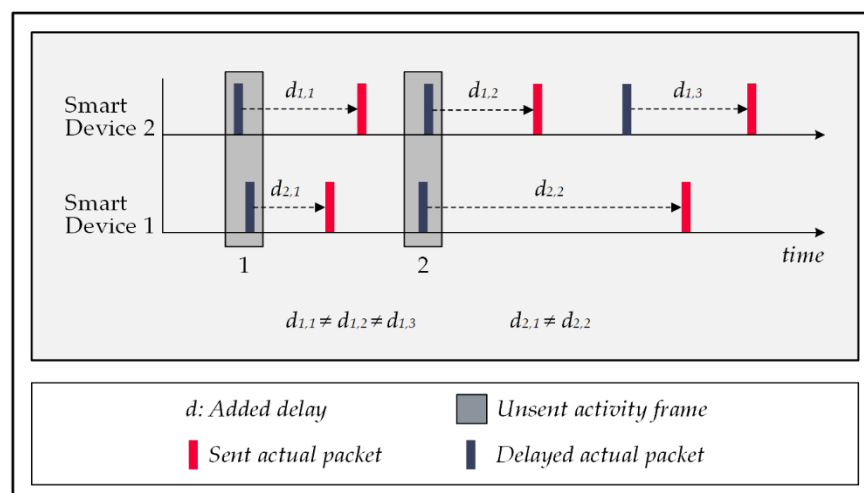 Smart
Device 2
d1,1
d1,2
d1,3
Smart
Device 1
d2,1
d2,2
time
1
2
d1,1 ≠ d1,2 ≠ d1,3
d2,1 ≠ d2,2
d: Added delay
Unsent activity frame
Sent actual packet
Delayed actual packet